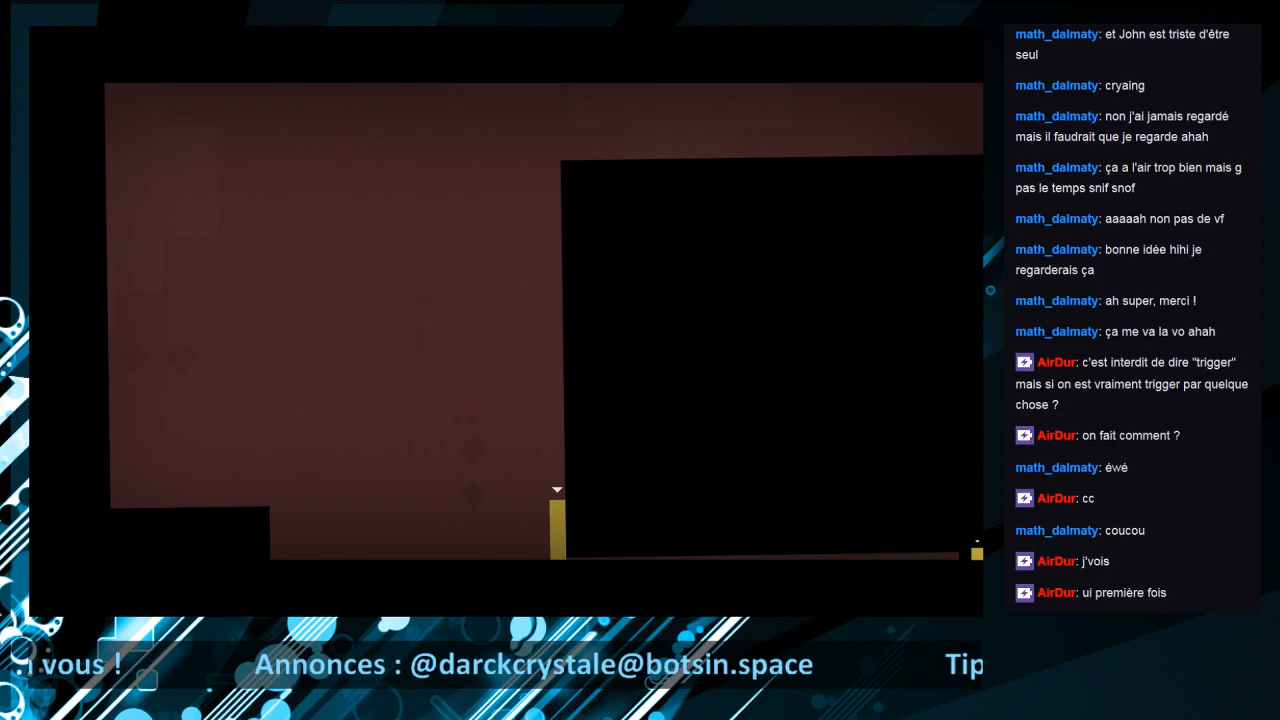 math_dalmaty: et John est triste d'être
seul
math_dalmaty: cryaing
math_dalmaty: non j'ai jamais regardé
mais il faudrait que je regarde ahah
math_dalmaty: ça a l'air trop bien mais g
pas le temps snif snof
math_dalmaty: aaaaah non pas de vf
math_dalmaty: bonne idée hihi je
regarderais ça
math_dalmaty: ah super, merci !
math_dalmaty: ça me va la vo ahah
AirDur: c'est interdit de dire "trigger"
mais si on est vraiment trigger par quelque
chose ?
AirDur: on fait comment ?
math_dalmaty: éwé
AirDur: cc
math_dalmaty: coucou
AirDur: j'vois
AirDur: ui première fois
vous ! Annonces : @darckcrystale@botsin.space Tip